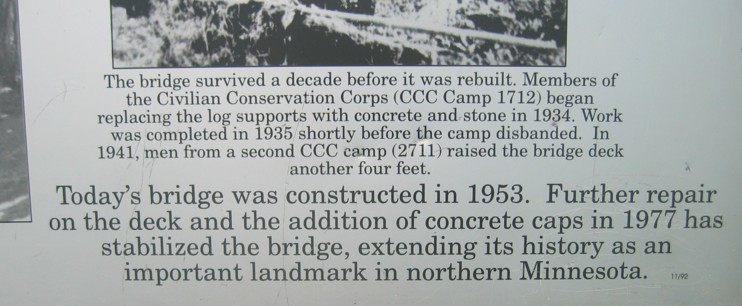 The bridge survived a decade before it was rebuilt. Members of
the Civilian Conservation Corps (CCC Camp 1712) began
replacing the log supports with concrete and stone in 1934. Work
was completed in 1935 shortly before the camp disbanded. In
1941, men from a second CCC camp (2711) raised the bridge deck
another four feet.
Today's bridge was constructed in 1953. Further repair
on the deck and the addition of concrete caps in 1977 has
stabilized the bridge, extending its history as an
important landmark in northern Minnesota. 11/92